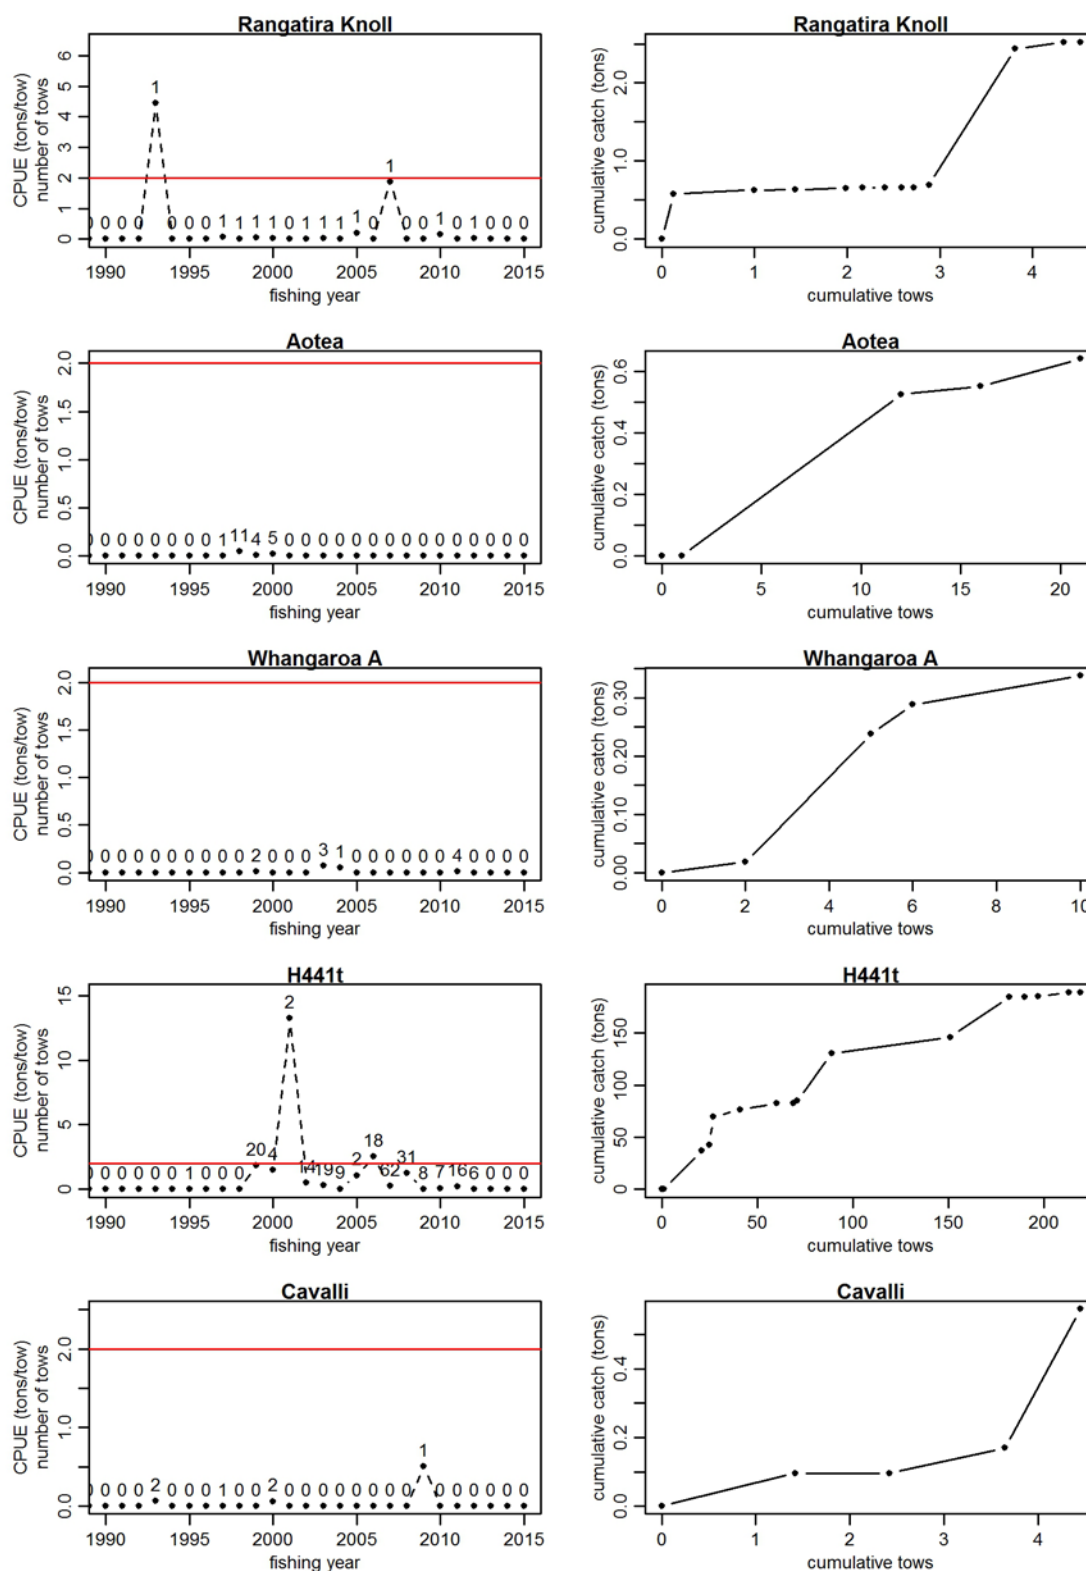 Rangatira Knoll
CPUE (tons/tow)
number of tows
6
5
4
3
2
1
0
0 0 0 0 1 0 0 0 1 1 1 1 0 1 1 1 1 0 1 0 0 1 0 1 0 0 0
1990 1995 2000 2005 2010 2015
fishing year
Rangatira Knoll
cumulative catch (tons)
2.0
1.0
0.0
0 1 2 3 4
cumulative tows
Aotea
CPUE (tons/tow)
number of tows
2.0
1.5
1.0
0.5
0.0
0 0 0 0 0 0 0 0 1 11 4 5 0 0 0 0 0 0 0 0 0 0 0 0 0 0 0
1990 1995 2000 2005 2010 2015
fishing year
Aotea
cumulative catch (tons)
0.6
0.4
0.2
0.0
0 5 10 15 20
cumulative tows
Whangaroa A
CPUE (tons/tow)
number of tows
2.0
1.5
1.0
0.5
0.0
0 0 0 0 0 0 0 0 0 0 2 0 0 0 3 1 0 0 0 0 0 0 4 0 0 0 0
1990 1995 2000 2005 2010 2015
fishing year
Whangaroa A
cumulative catch (tons)
0.30
0.20
0.10
0.00
0 2 4 6 8 10
cumulative tows
H441t
CPUE (tons/tow)
number of tows
15
10
5
0
0 0 0 0 0 0 1 0 0 0 20 4 2 14 19 9 2 18 62 31 8 7 16 6 0 0 0
1990 1995 2000 2005 2010 2015
fishing year
H441t
cumulative catch (tons)
150
100
50
0
0 50 100 150 200
cumulative tows
Cavalli
CPUE (tons/tow)
number of tows
2.0
1.0
0.0
0 0 0 0 2 0 0 0 1 0 0 2 0 0 0 0 0 0 0 0 1 0 0 0 0 0 0
1990 1995 2000 2005 2010 2015
fishing year
Cavalli
cumulative catch (tons)
0.4
0.2
0.0
0 1 2 3 4
cumulative tows